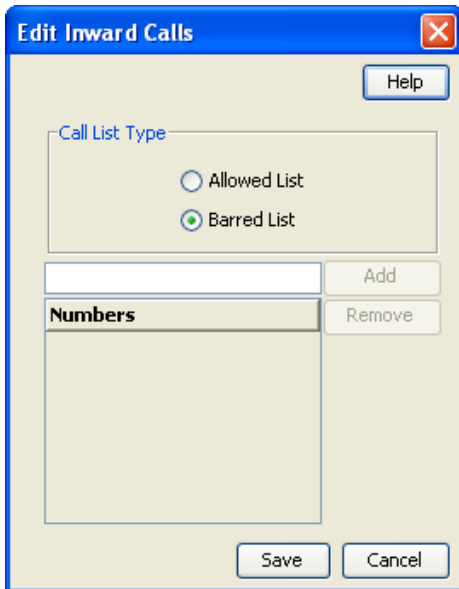 Edit Inward Calls
Help
Call List Type
Allowed List
Barred List
Add
Numbers
Remove
Save
Cancel